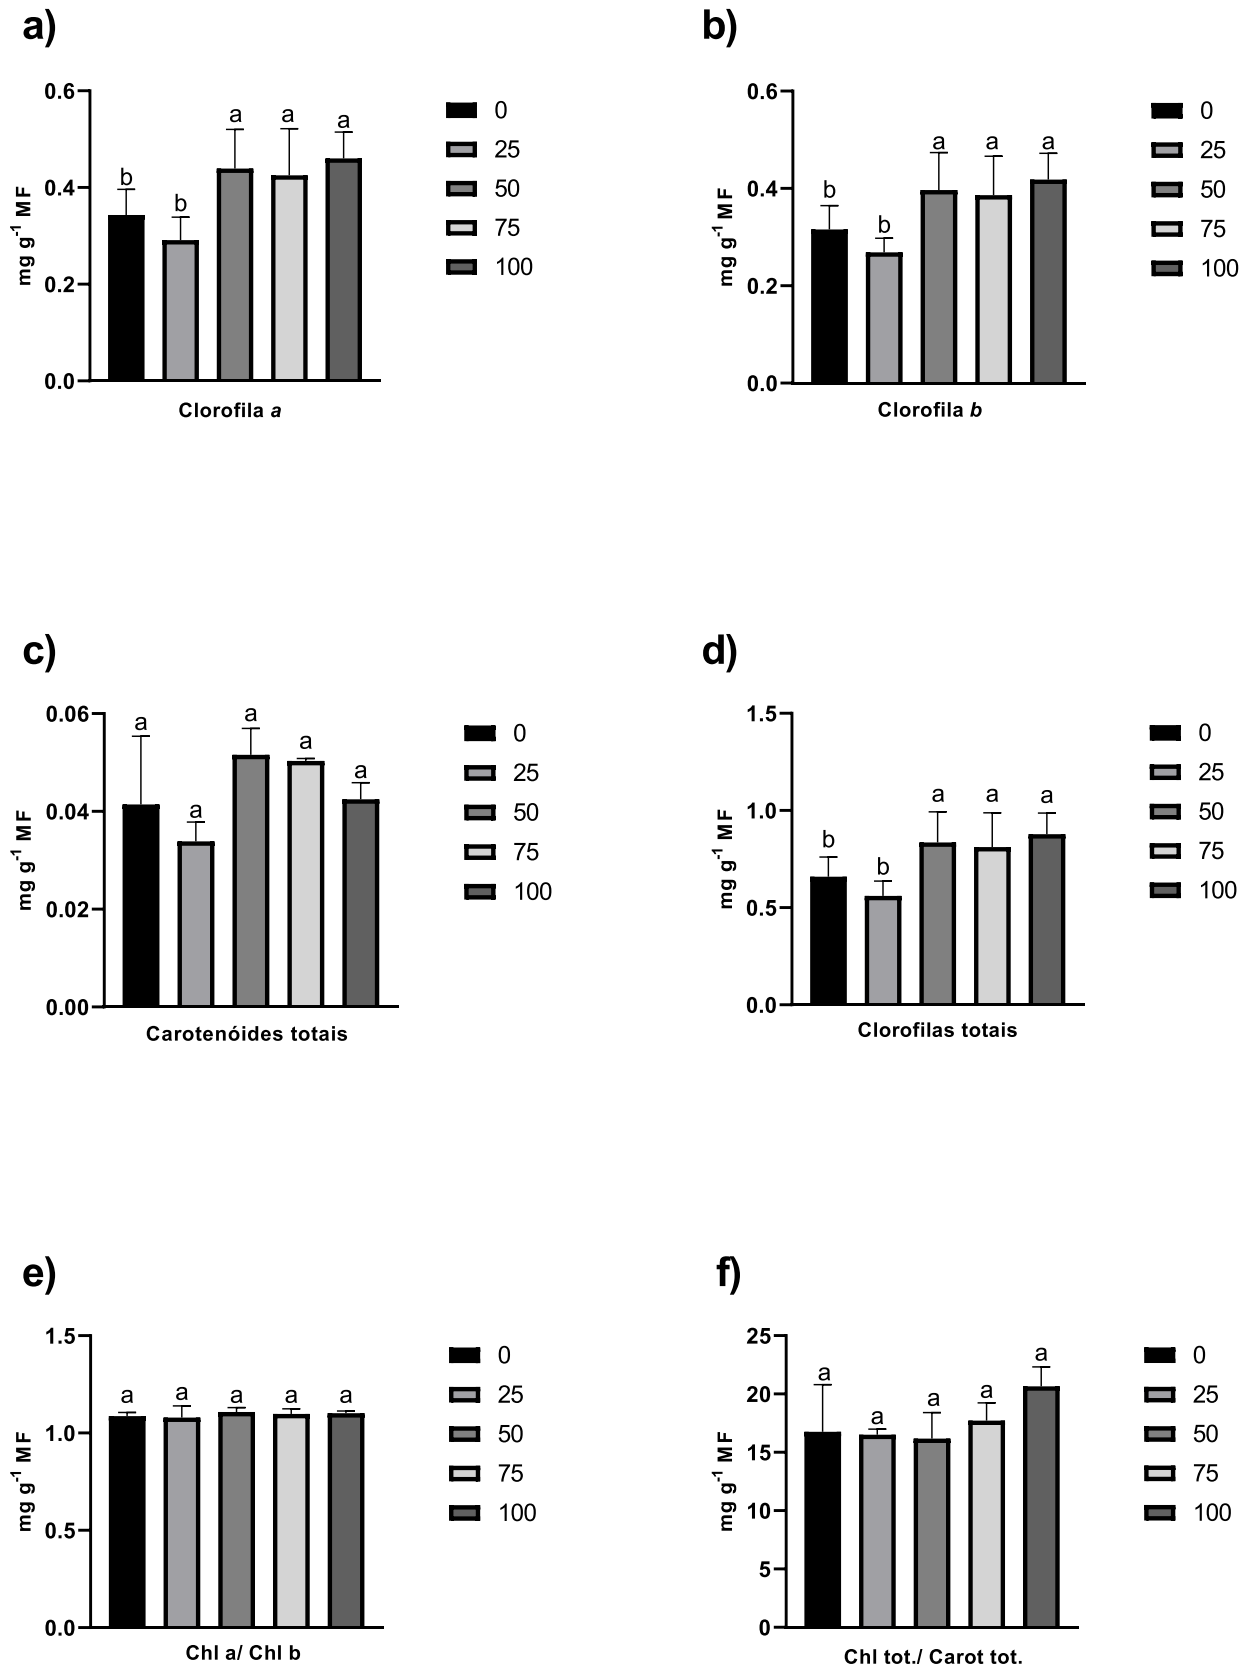 a)
0.6
0.4
0.2
0.0
mg g⁻¹ MF
b
b
a
a
a
Clorofila a
0
25
50
75
100
b)
0.6
0.4
0.2
0.0
mg g⁻¹ MF
b
b
a
a
a
Clorofila b
0
25
50
75
100
c)
0.06
0.04
0.02
0.00
mg g⁻¹ MF
a
a
a
a
a
Carotenóides totais
0
25
50
75
100
d)
1.5
1.0
0.5
0.0
mg g⁻¹ MF
b
b
a
a
a
Clorofilas totais
0
25
50
75
100
e)
1.5
1.0
0.5
0.0
mg g⁻¹ MF
a
a
a
a
a
Chl a/ Chl b
0
25
50
75
100
f)
25
20
15
10
5
0
mg g⁻¹ MF
a
a
a
a
a
Chl tot./ Carot tot.
0
25
50
75
100